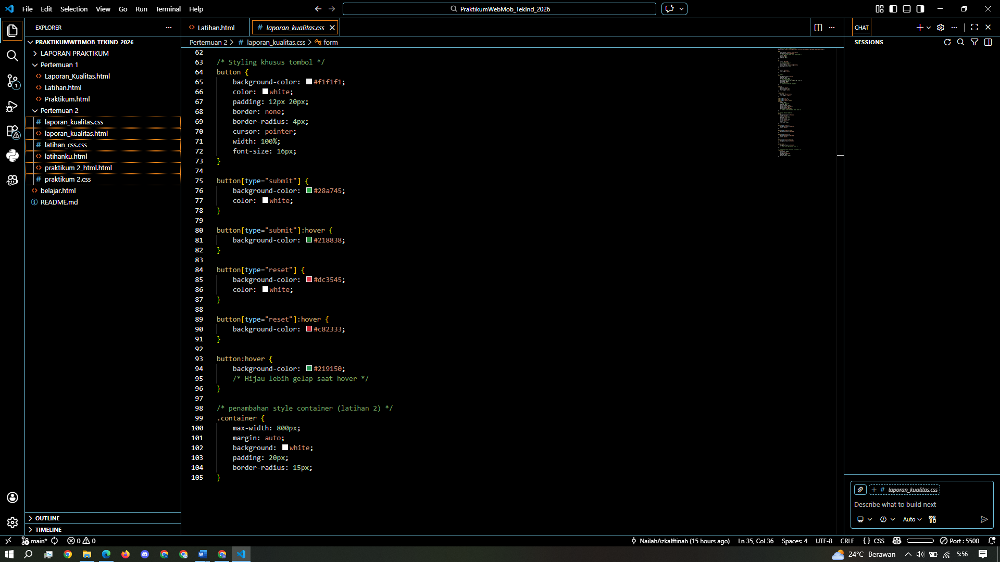 File Edit Selection View Go Run Terminal Help
PraktikumWebMob_TekInd_2026
EXPLORER
PRAKTIKUMWEBMOB_TEKIND_2026
LAPORAN PRAKTIKUM
Pertemuan 1
Laporan_Kualitas.html
Latihan.html
Praktikum.html
Pertemuan 2
laporan_kualitas.css
laporan_kualitas.html
latihan_css.css
latihanku.html
praktikum 2_html.html
praktikum 2.css
belajar.html
README.md
OUTLINE
TIMELINE
Latihan.html
# laporan_kualitas.css
Pertemuan 2 > # laporan_kualitas.css > form
62
63 /* Styling khusus tombol */
64 button {
65 background-color: #f1f1f1;
66 color: white;
67 padding: 12px 20px;
68 border: none;
69 border-radius: 4px;
70 cursor: pointer;
71 width: 100%;
72 font-size: 16px;
73 }
74
75 button[type="submit"] {
76 background-color: #28a745;
77 color: white;
78 }
79
80 button[type="submit"]:hover {
81 background-color: #218838;
82 }
83
84 button[type="reset"] {
85 background-color: #dc3545;
86 color: white;
87 }
88
89 button[type="reset"]:hover {
90 background-color: #c82333;
91 }
92
93 button:hover {
94 background-color: #219150;
95 /* Hijau lebih gelap saat hover */
96 }
97
98 /* penambahan style container (latihan 2) */
99 .container {
100 max-width: 800px;
101 margin: auto;
102 background: white;
103 padding: 20px;
104 border-radius: 15px;
105 }
CHAT
SESSIONS
# laporan_kualitas.css
Describe what to build next
Auto
main* 0 0
NailahAzkalftinah (15 hours ago) Ln 35, Col 36 Spaces: 4 UTF-8 CRLF { } CSS Port : 5500
24°C Berawan 5:56